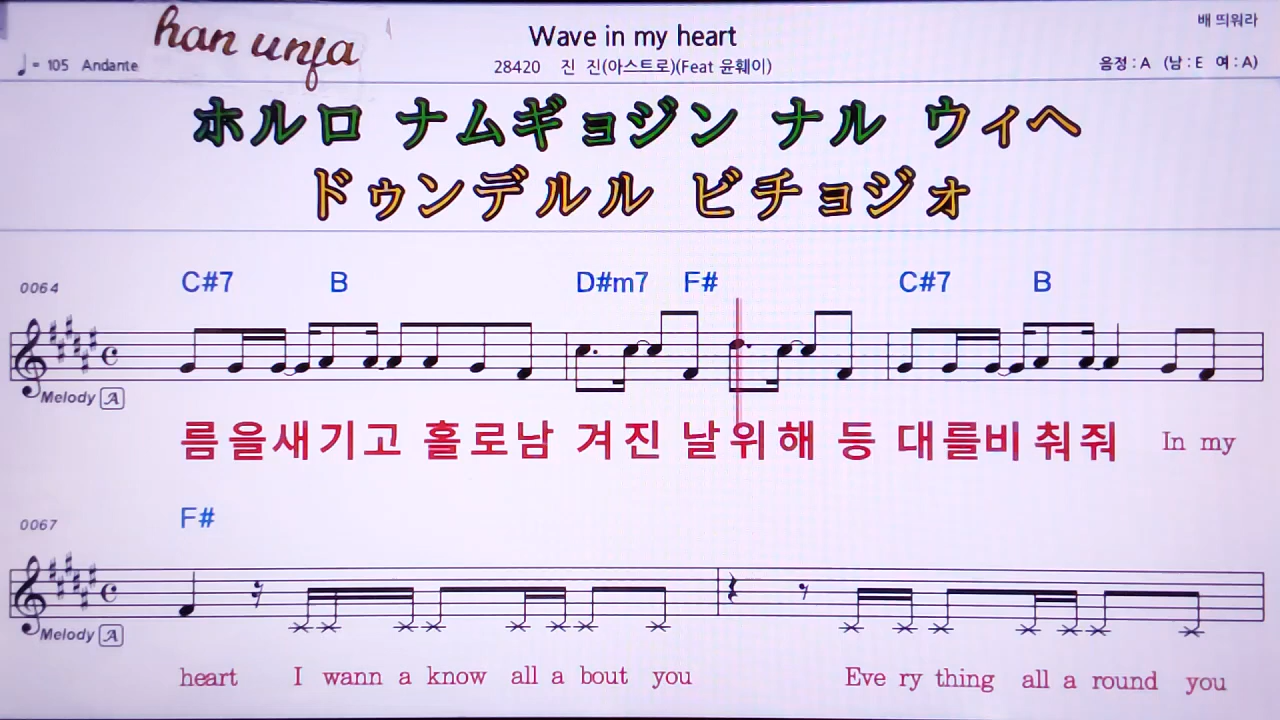 han unja
Wave in my heart
배 띄워라
♩= 105 Andante
28420 진 진(아스트로)(Feat 윤훼이)
음정 : A (남 : E 여 : A)
ホルロ ナムギョジン ナル ウィヘ
ドゥンデルル ビチョジォ
0064
C#7 B D#m7 F# C#7 B
Melody A
름을새기고 홀로남 겨진 날위해 등 대를비춰줘 In my
0067
F#
Melody A
heart I wann a know all a bout you Eve ry thing all a round you